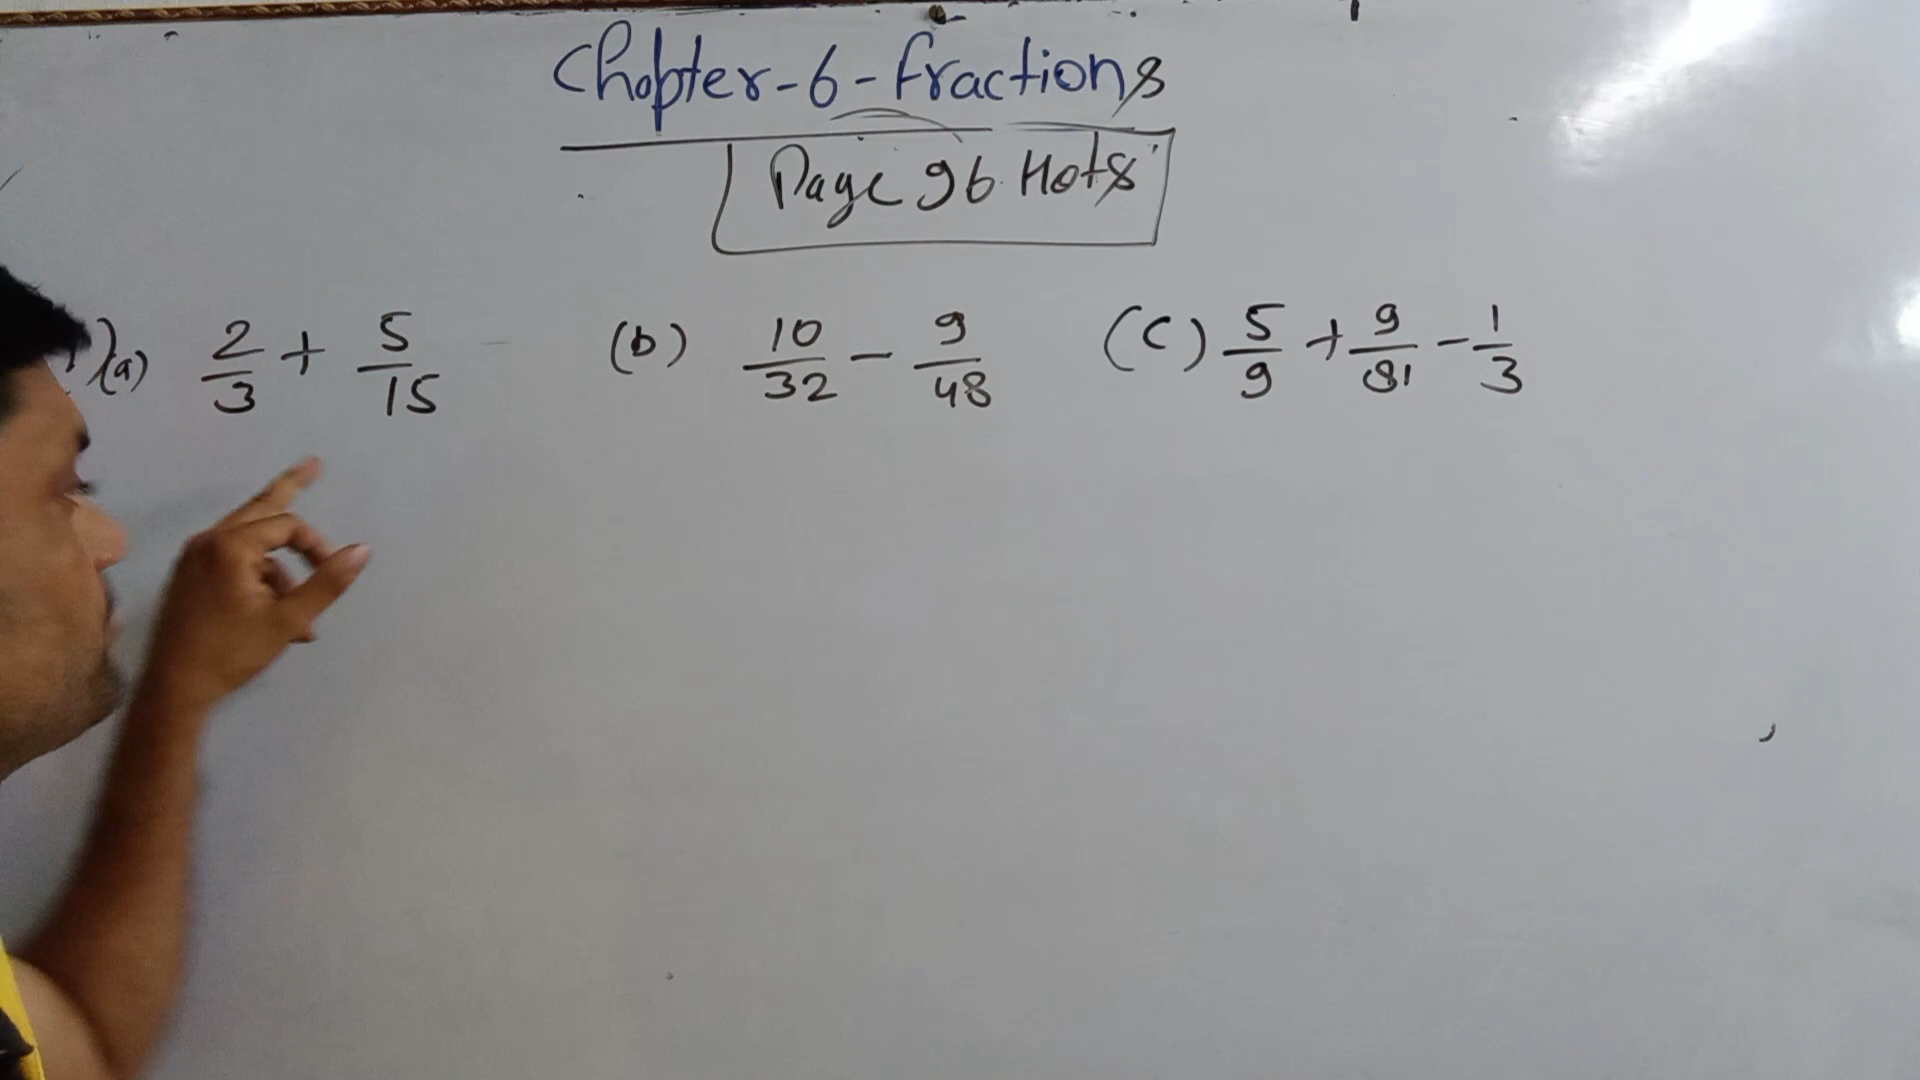 Chapter-6-fractions
Page 96 Hots
(a) 2/3 + 5/15 (b) 10/32 - 9/48 (C) 5/9 + 9/81 - 1/3